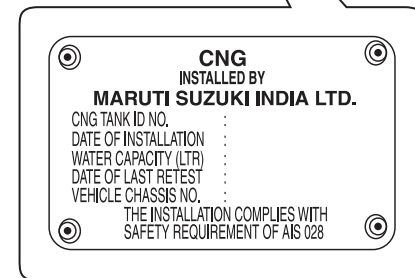 CNG
INSTALLED BY
MARUTI SUZUKI INDIA LTD.
CNG TANK ID NO. :
DATE OF INSTALLATION :
WATER CAPACITY (LTR) :
DATE OF LAST RETEST :
VEHICLE CHASSIS NO. :
THE INSTALLATION COMPLIES WITH
SAFETY REQUIREMENT OF AIS 028